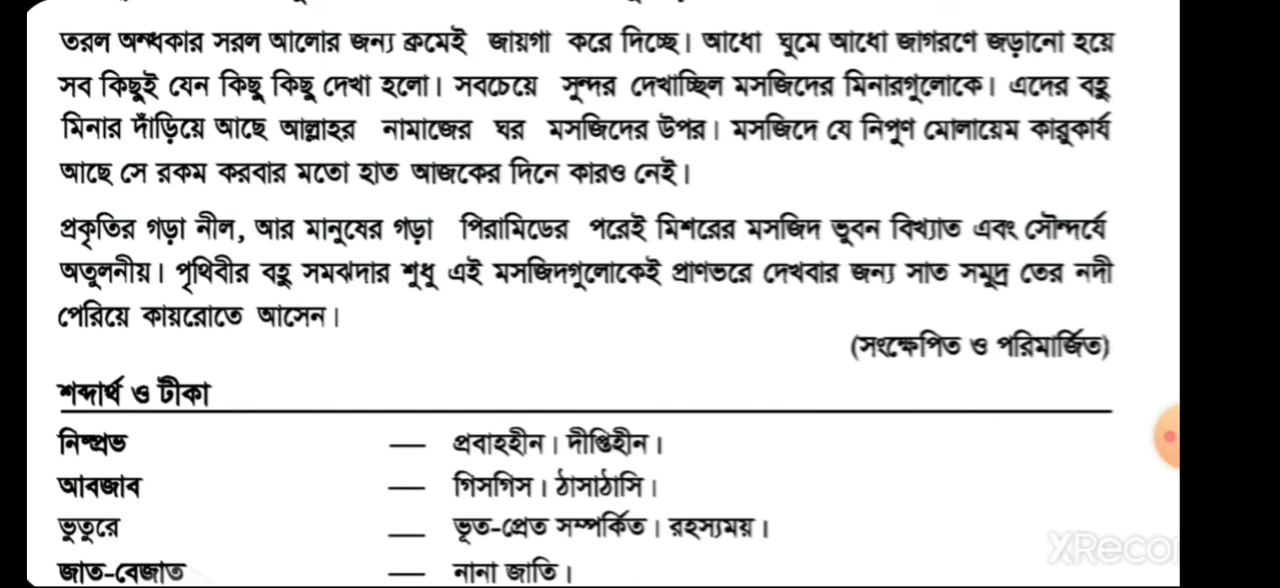 তরল অন্ধকার সরল আলোর জন্য ক্রমেই জায়গা করে দিচ্ছে। আধো ঘুমে আধো জাগরণে জড়ানো হয়ে
সব কিছুই যেন কিছু কিছু দেখা হলো। সবচেয়ে সুন্দর দেখাচ্ছিল মসজিদের মিনারগুলোকে। এদের বহু
মিনার দাঁড়িয়ে আছে আল্লাহর নামাজের ঘর মসজিদের উপর। মসজিদে যে নিপুণ মোলায়েম কারুকার্য
আছে সে রকম করবার মতো হাত আজকের দিনে কারও নেই।
প্রকৃতির গড়া নীল, আর মানুষের গড়া পিরামিডের পরেই মিশরের মসজিদ ভুবন বিখ্যাত এবং সৌন্দর্যে
অতুলনীয়। পৃথিবীর বহু সমঝদার শুধু এই মসজিদগুলোকেই প্রাণভরে দেখবার জন্য সাত সমুদ্র তের নদী
পেরিয়ে কায়রোতে আসেন।
(সংক্ষেপিত ও পরিমার্জিত)
শব্দার্থ ও টীকা
নিষ্প্রভ — প্রবাহহীন। দীপ্তিহীন।
আবজাব — গিসগিস। ঠাসাঠাসি।
ভুতুরে — ভূত-প্রেত সম্পর্কিত। রহস্যময়।
জাত-বেজাত — নানা জাতি।